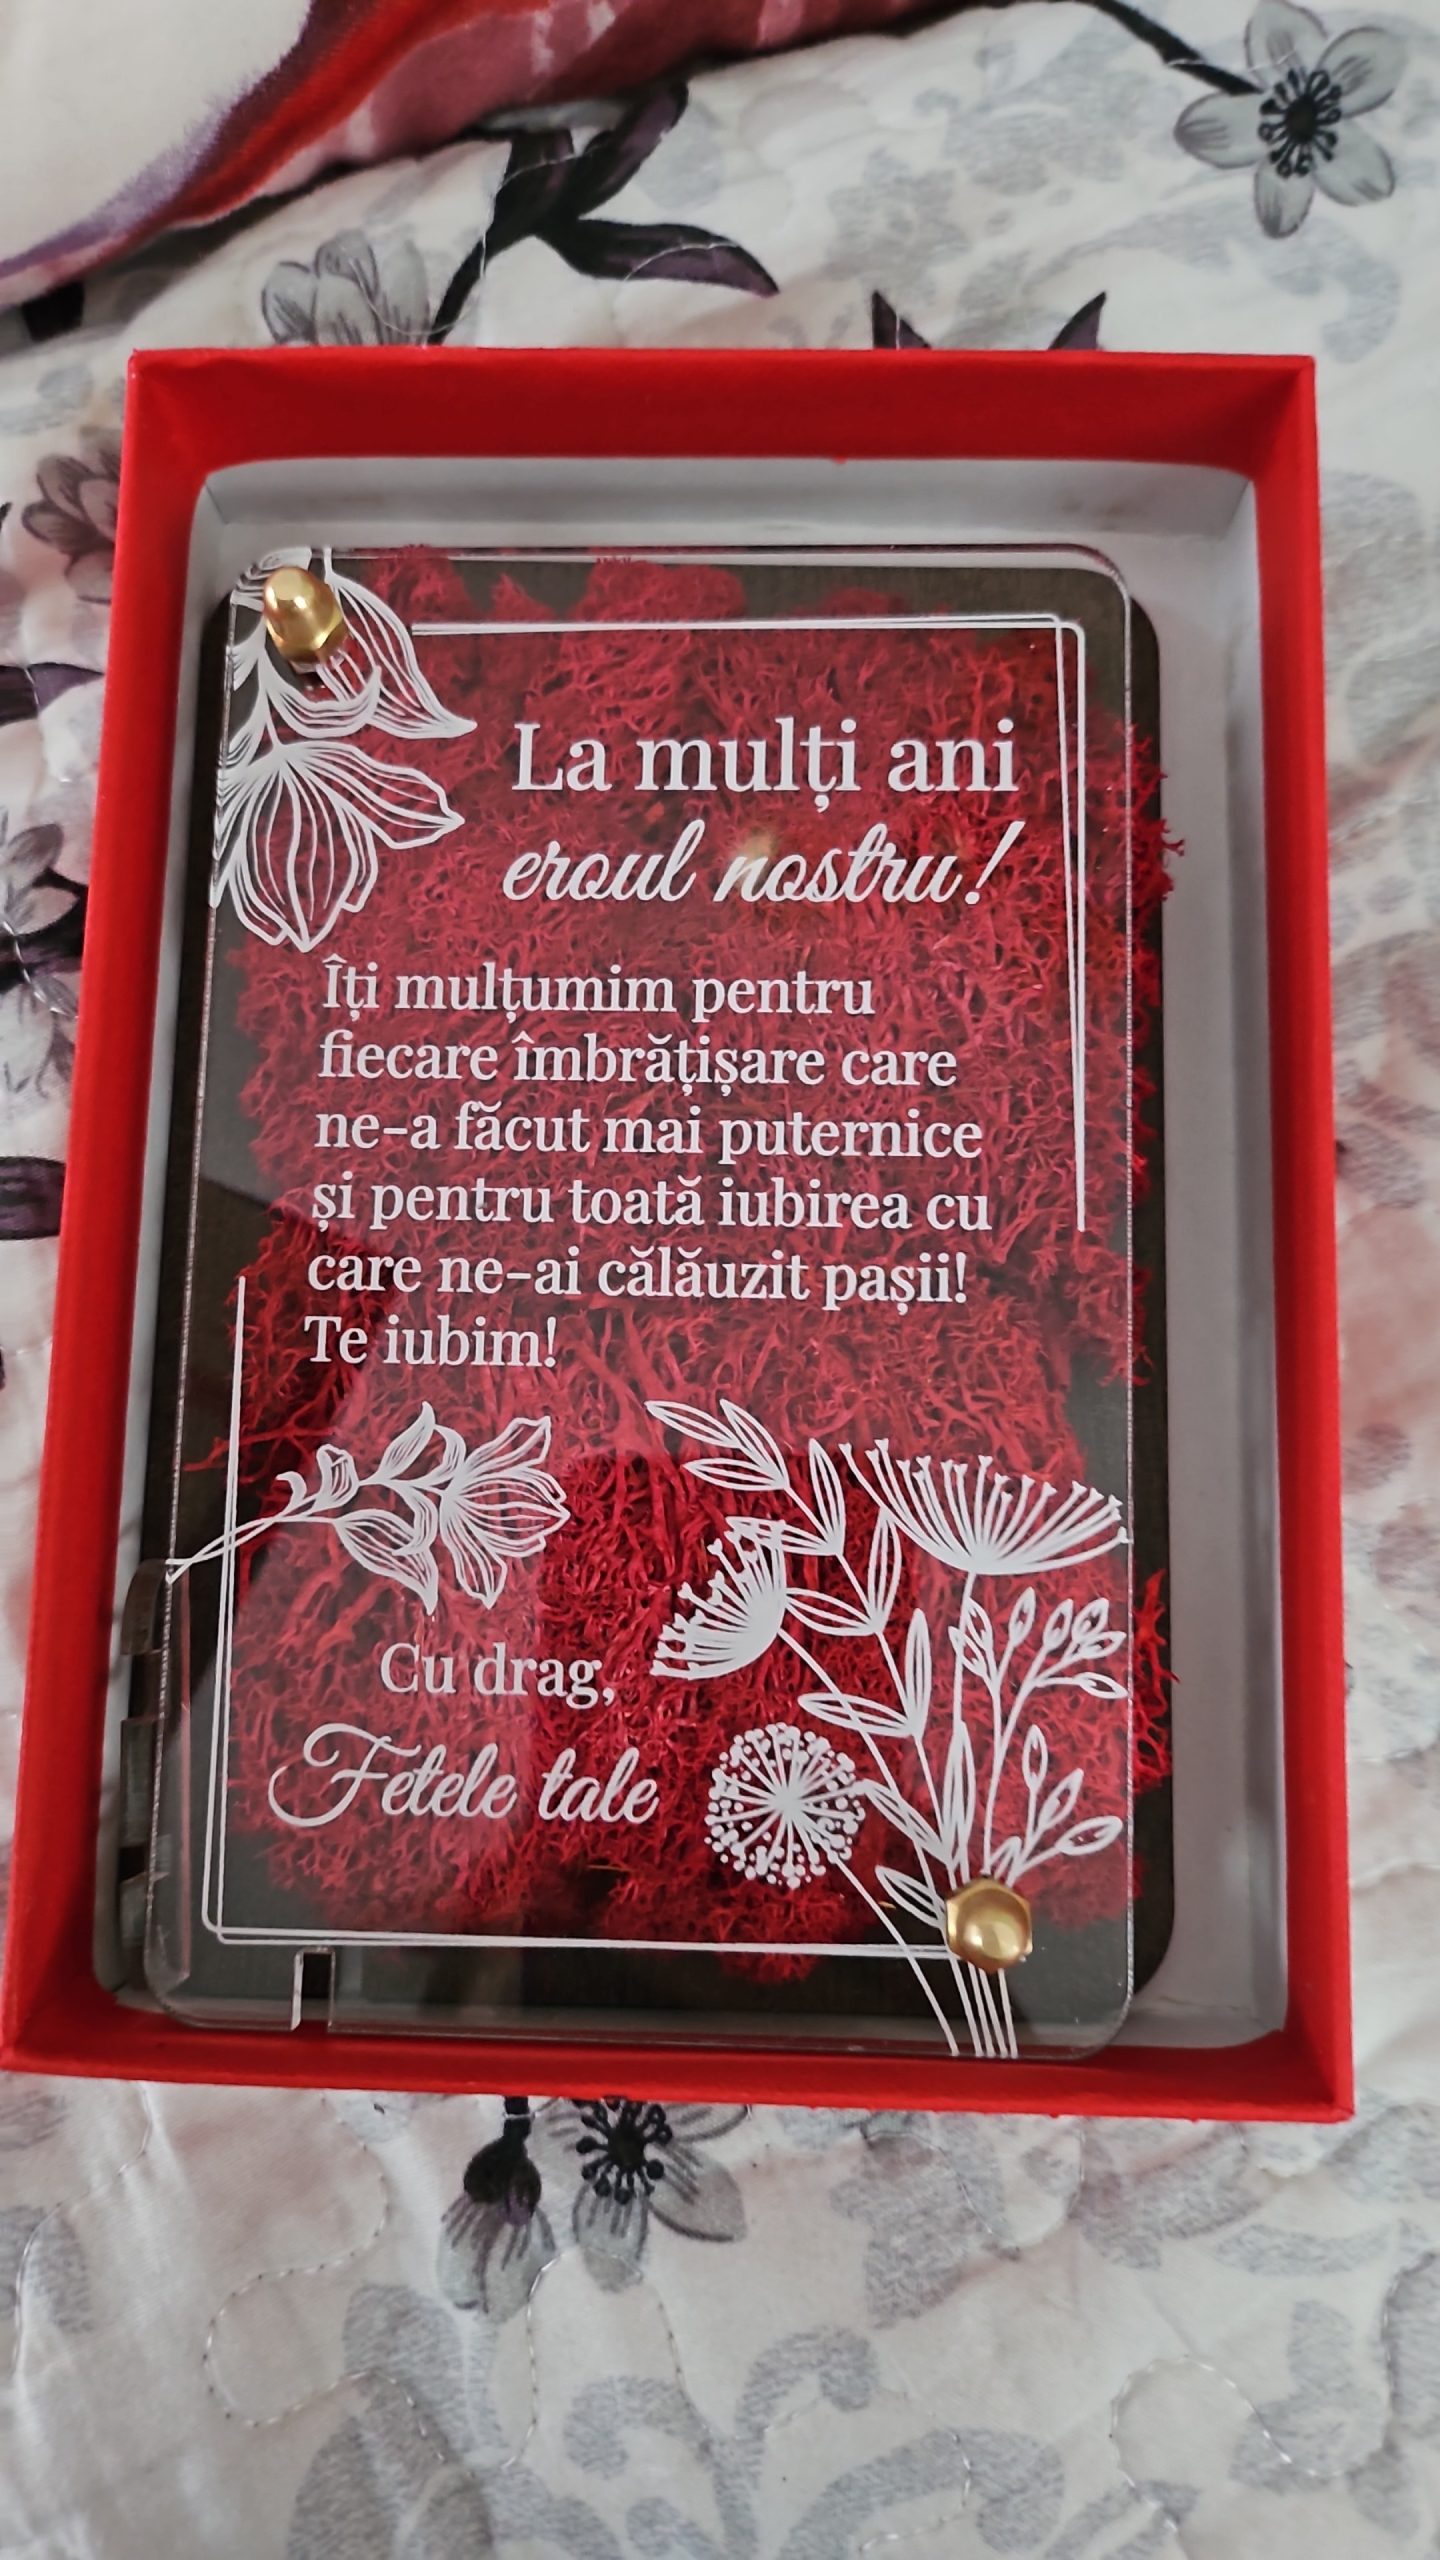 La mulți ani
eroul nostru!
Îți mulțumim pentru
fiecare îmbrățișare care
ne-a făcut mai puternice
și pentru toată iubirea cu
care ne-ai călăuzit pașii!
Te iubim!
Cu drag,
Fetele tale